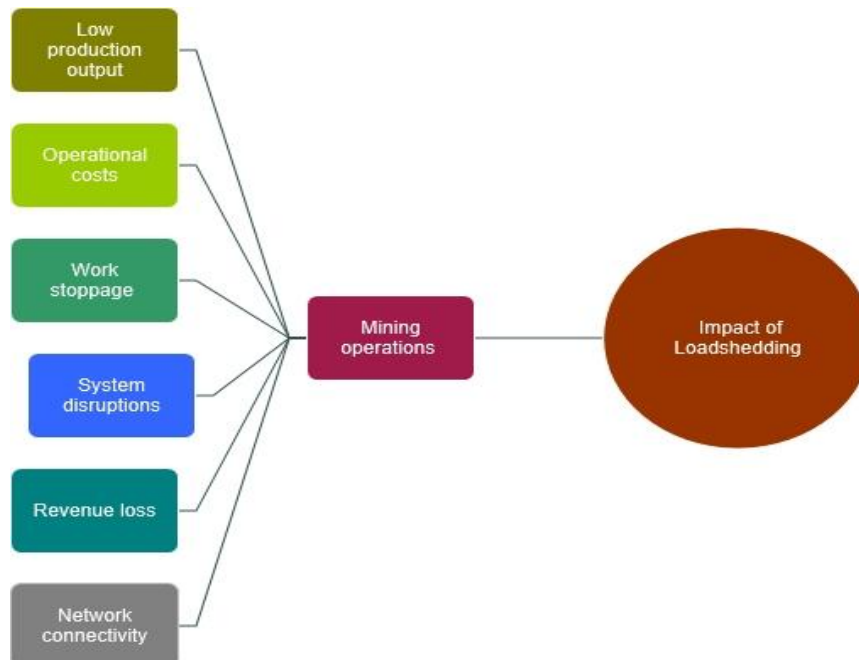 Low
production
output
Operational
costs
Work
stoppage
System
disruptions
Revenue loss
Network
connectivity
Mining
operations
Impact of
Loadshedding